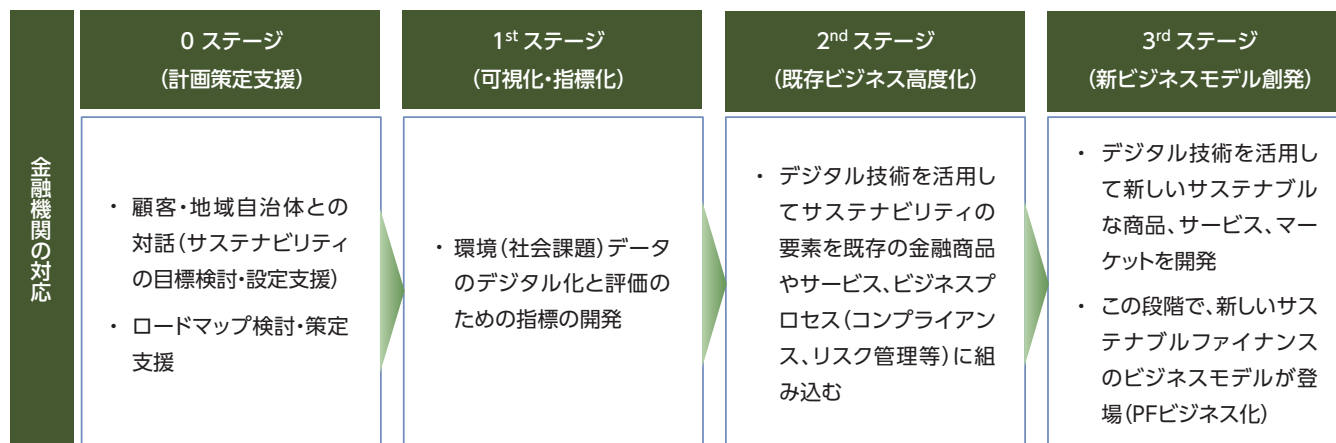 金融機関の対応
0 ステージ
(計画策定支援)
・ 顧客・地域自治体との
対話(サステナビリティ
の目標検討・設定支援)
・ ロードマップ検討・策定
支援
1st ステージ
(可視化・指標化)
・ 環境(社会課題)データ
のデジタル化と評価の
ための指標の開発
2nd ステージ
(既存ビジネス高度化)
・ デジタル技術を活用し
てサステナビリティの
要素を既存の金融商品
やサービス、ビジネスプ
ロセス(コンプライアン
ス、リスク管理等)に組
み込む
3rd ステージ
(新ビジネスモデル創発)
・ デジタル技術を活用し
て新しいサステナブル
な商品、サービス、マー
ケットを開発
・ この段階で、新しいサス
テナブルファイナンス
のビジネスモデルが登
場(PFビジネス化)